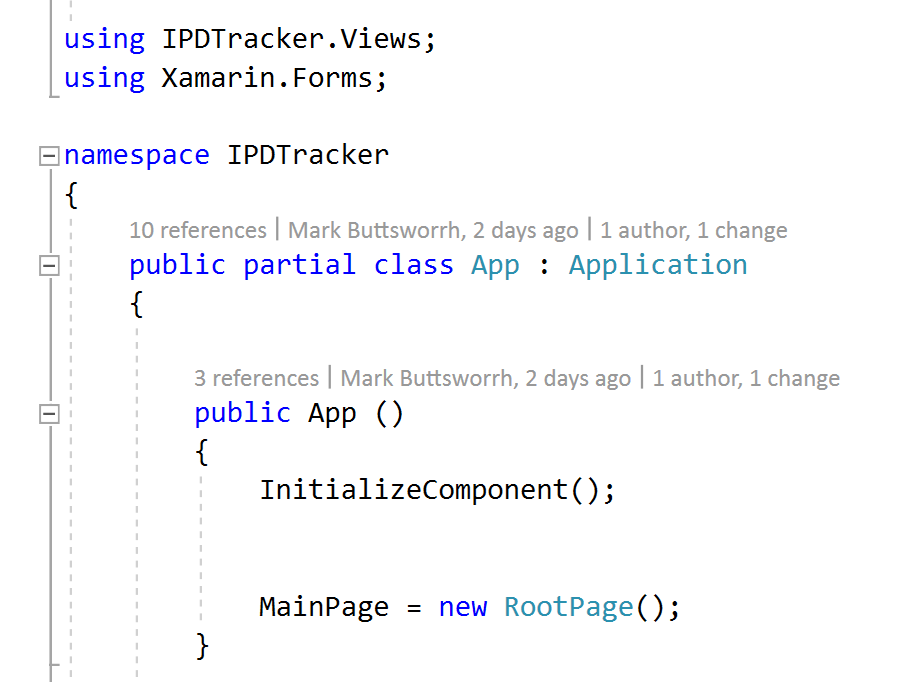 using IPDTracker.Views;
using Xamarin.Forms;
namespace IPDTracker
{
10 references | Mark Buttsworrh, 2 days ago | 1 author, 1 change
public partial class App : Application
{
3 references | Mark Buttsworrh, 2 days ago | 1 author, 1 change
public App ()
{
InitializeComponent();
MainPage = new RootPage();
}